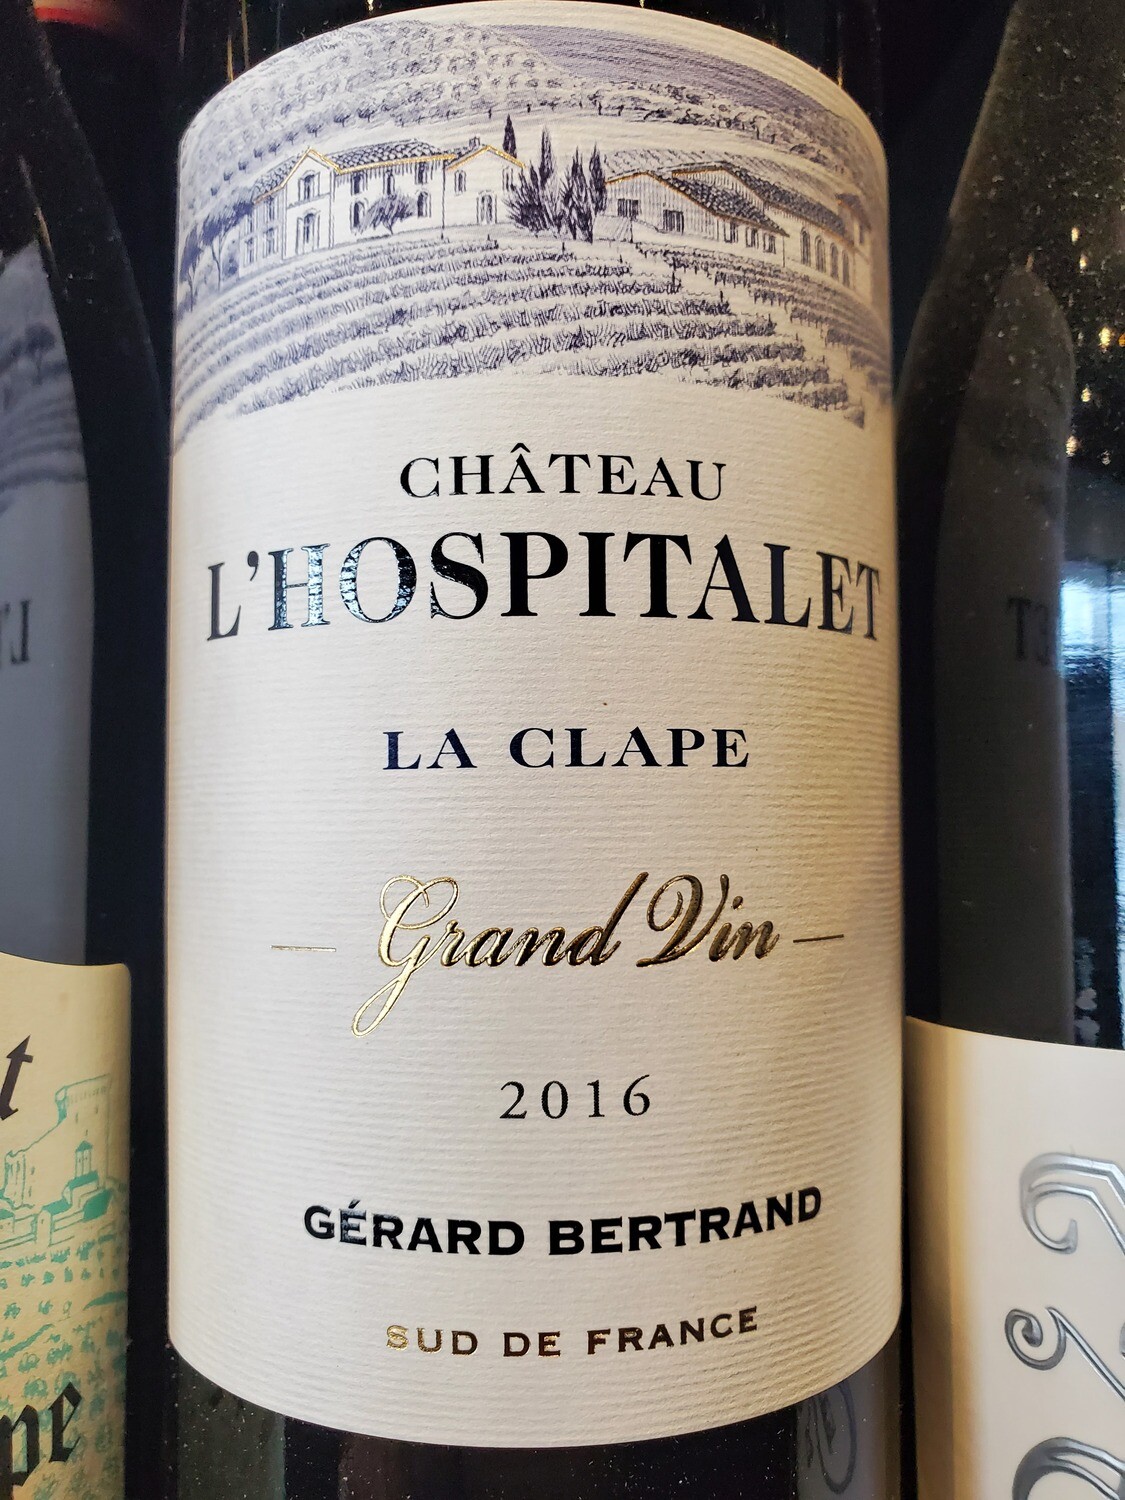 CHÂTEAU
L'HOSPITALET
LA CLAPE
Grand Vin
2016
GÉRARD BERTRAND
SUD DE FRANCE